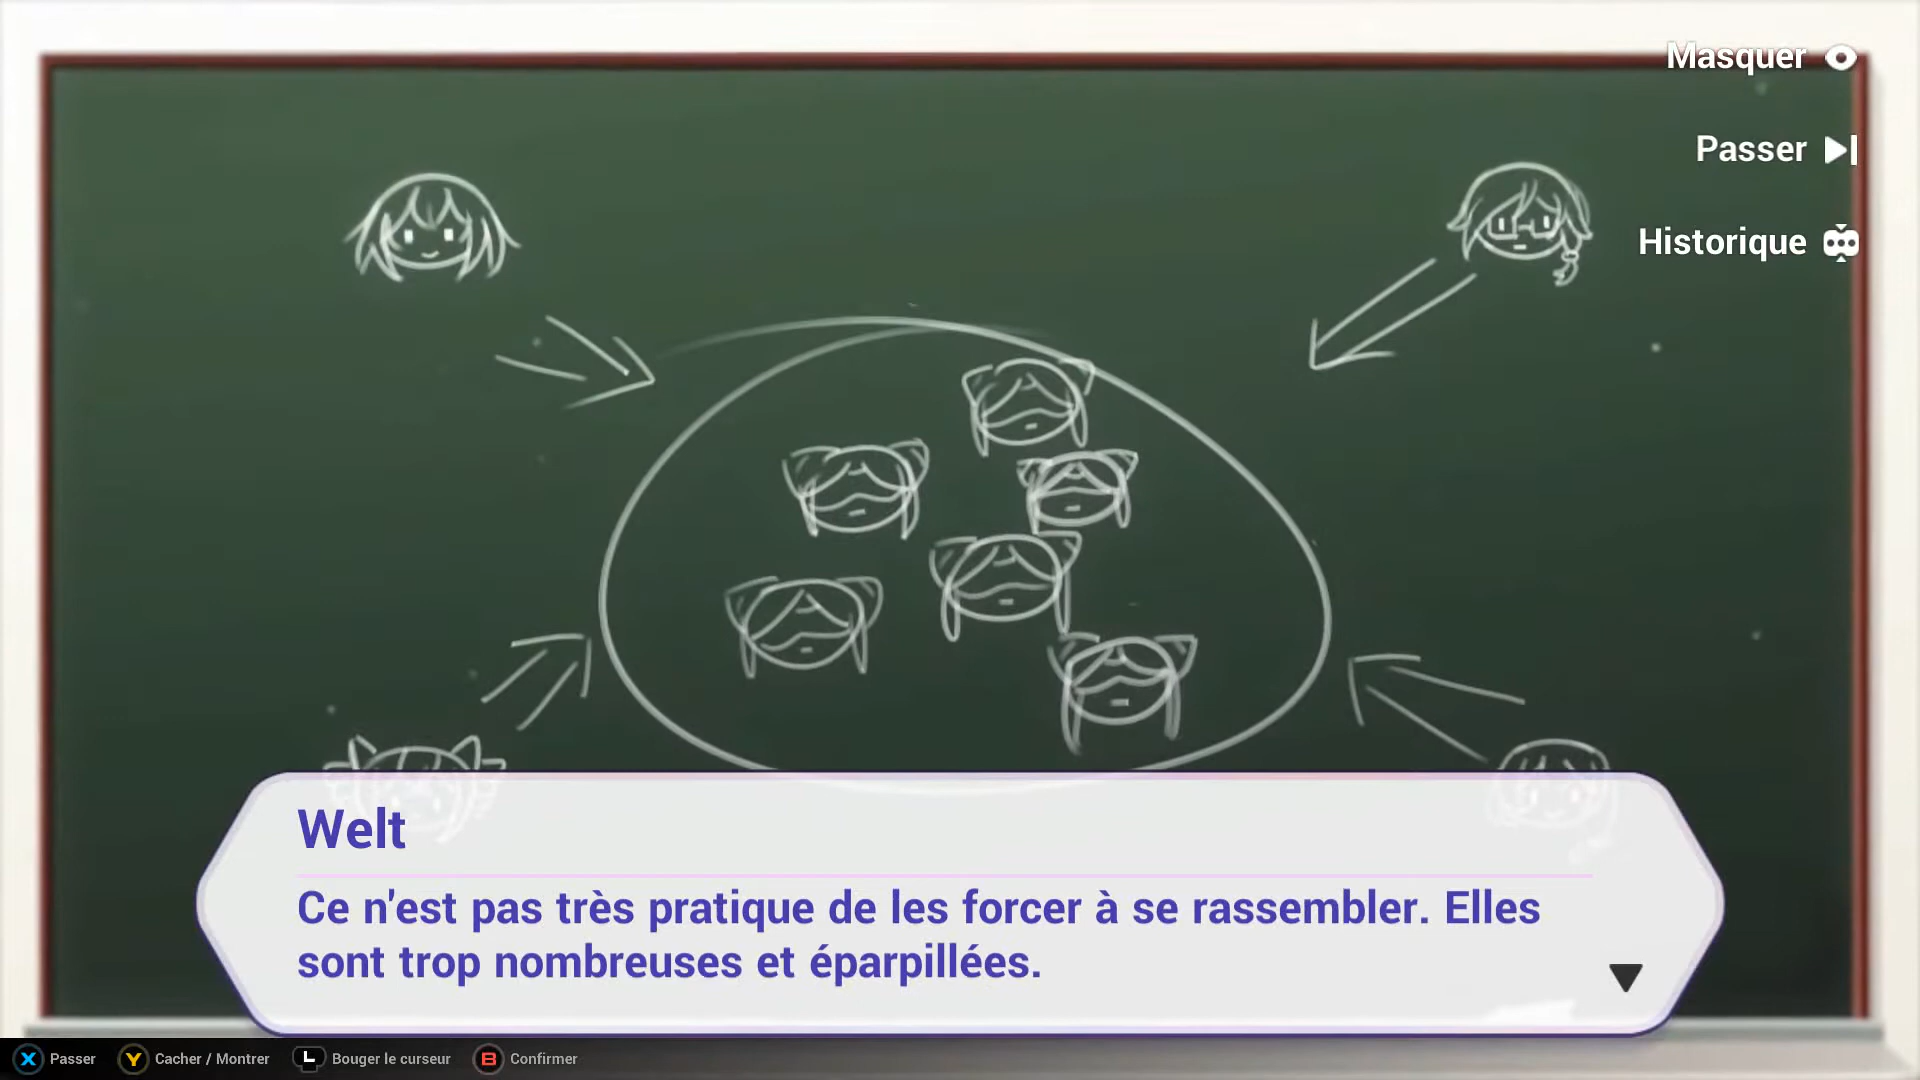 Masquer
Passer
Historique
Welt
Ce n'est pas très pratique de les forcer à se rassembler. Elles
sont trop nombreuses et éparpillées.
X Passer Y Cacher / Montrer L Bouger le curseur B Confirmer